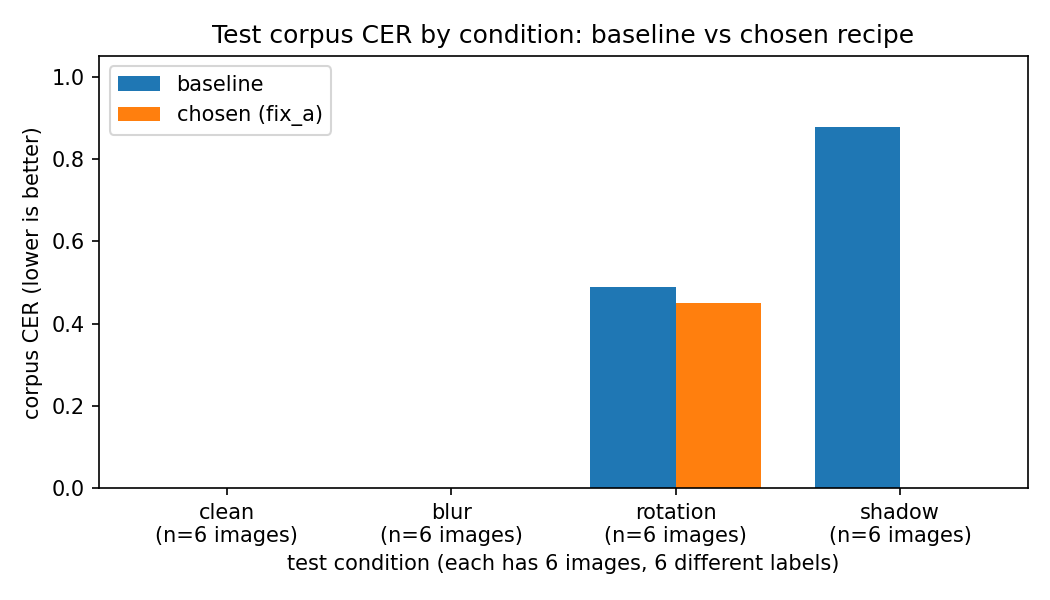 Test corpus CER by condition: baseline vs chosen recipe
baseline
chosen (fix_a)
corpus CER (lower is better)
1.0
0.8
0.6
0.4
0.2
0.0
clean
(n=6 images)
blur
(n=6 images)
rotation
(n=6 images)
shadow
(n=6 images)
test condition (each has 6 images, 6 different labels)